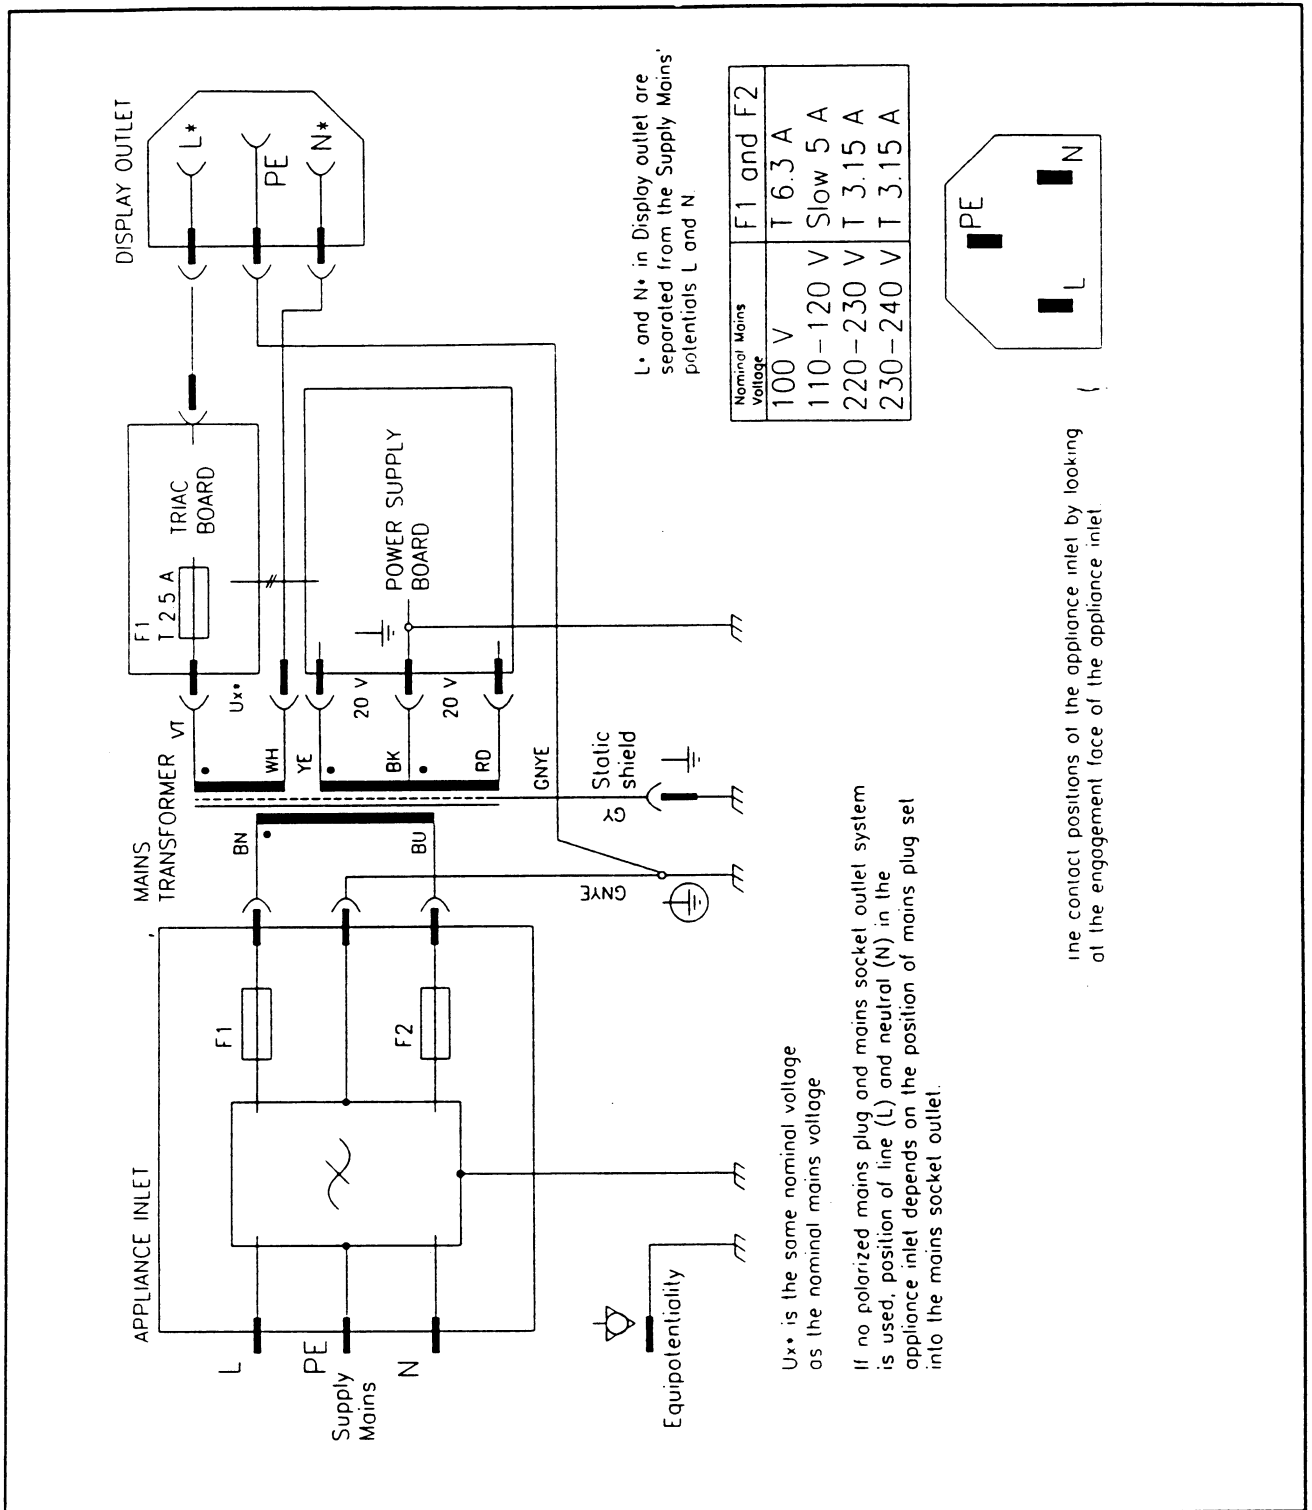 APPLIANCE INLET
L
PE
N
Supply
Mains
F1
F2
MAINS
TRANSFORMER
BN
BU
VT
Ux*
WH
YE
20 V
BK
20 V
RD
GNYE
Static
shield
GY
GNYE
F1
T 2.5 A
TRIAC
BOARD
POWER SUPPLY
BOARD
DISPLAY OUTLET
L*
PE
N*
Equipotentiality
L* and N* in Display outlet are
separated from the Supply Mains'
potentials L and N.
Nominal Mains
Voltage
F1 and F2
100 V T 6.3 A
110-120 V Slow 5 A
220-230 V T 3.15 A
230-240 V T 3.15 A
Ux* is the same nominal voltage
as the nominal mains voltage
If no polarized mains plug and mains socket outlet system
is used, position of line (L) and neutral (N) in the
appliance inlet depends on the position of mains plug set
into the mains socket outlet.
The contact positions of the appliance inlet by looking
at the engagement face of the appliance inlet.
PE
L
N